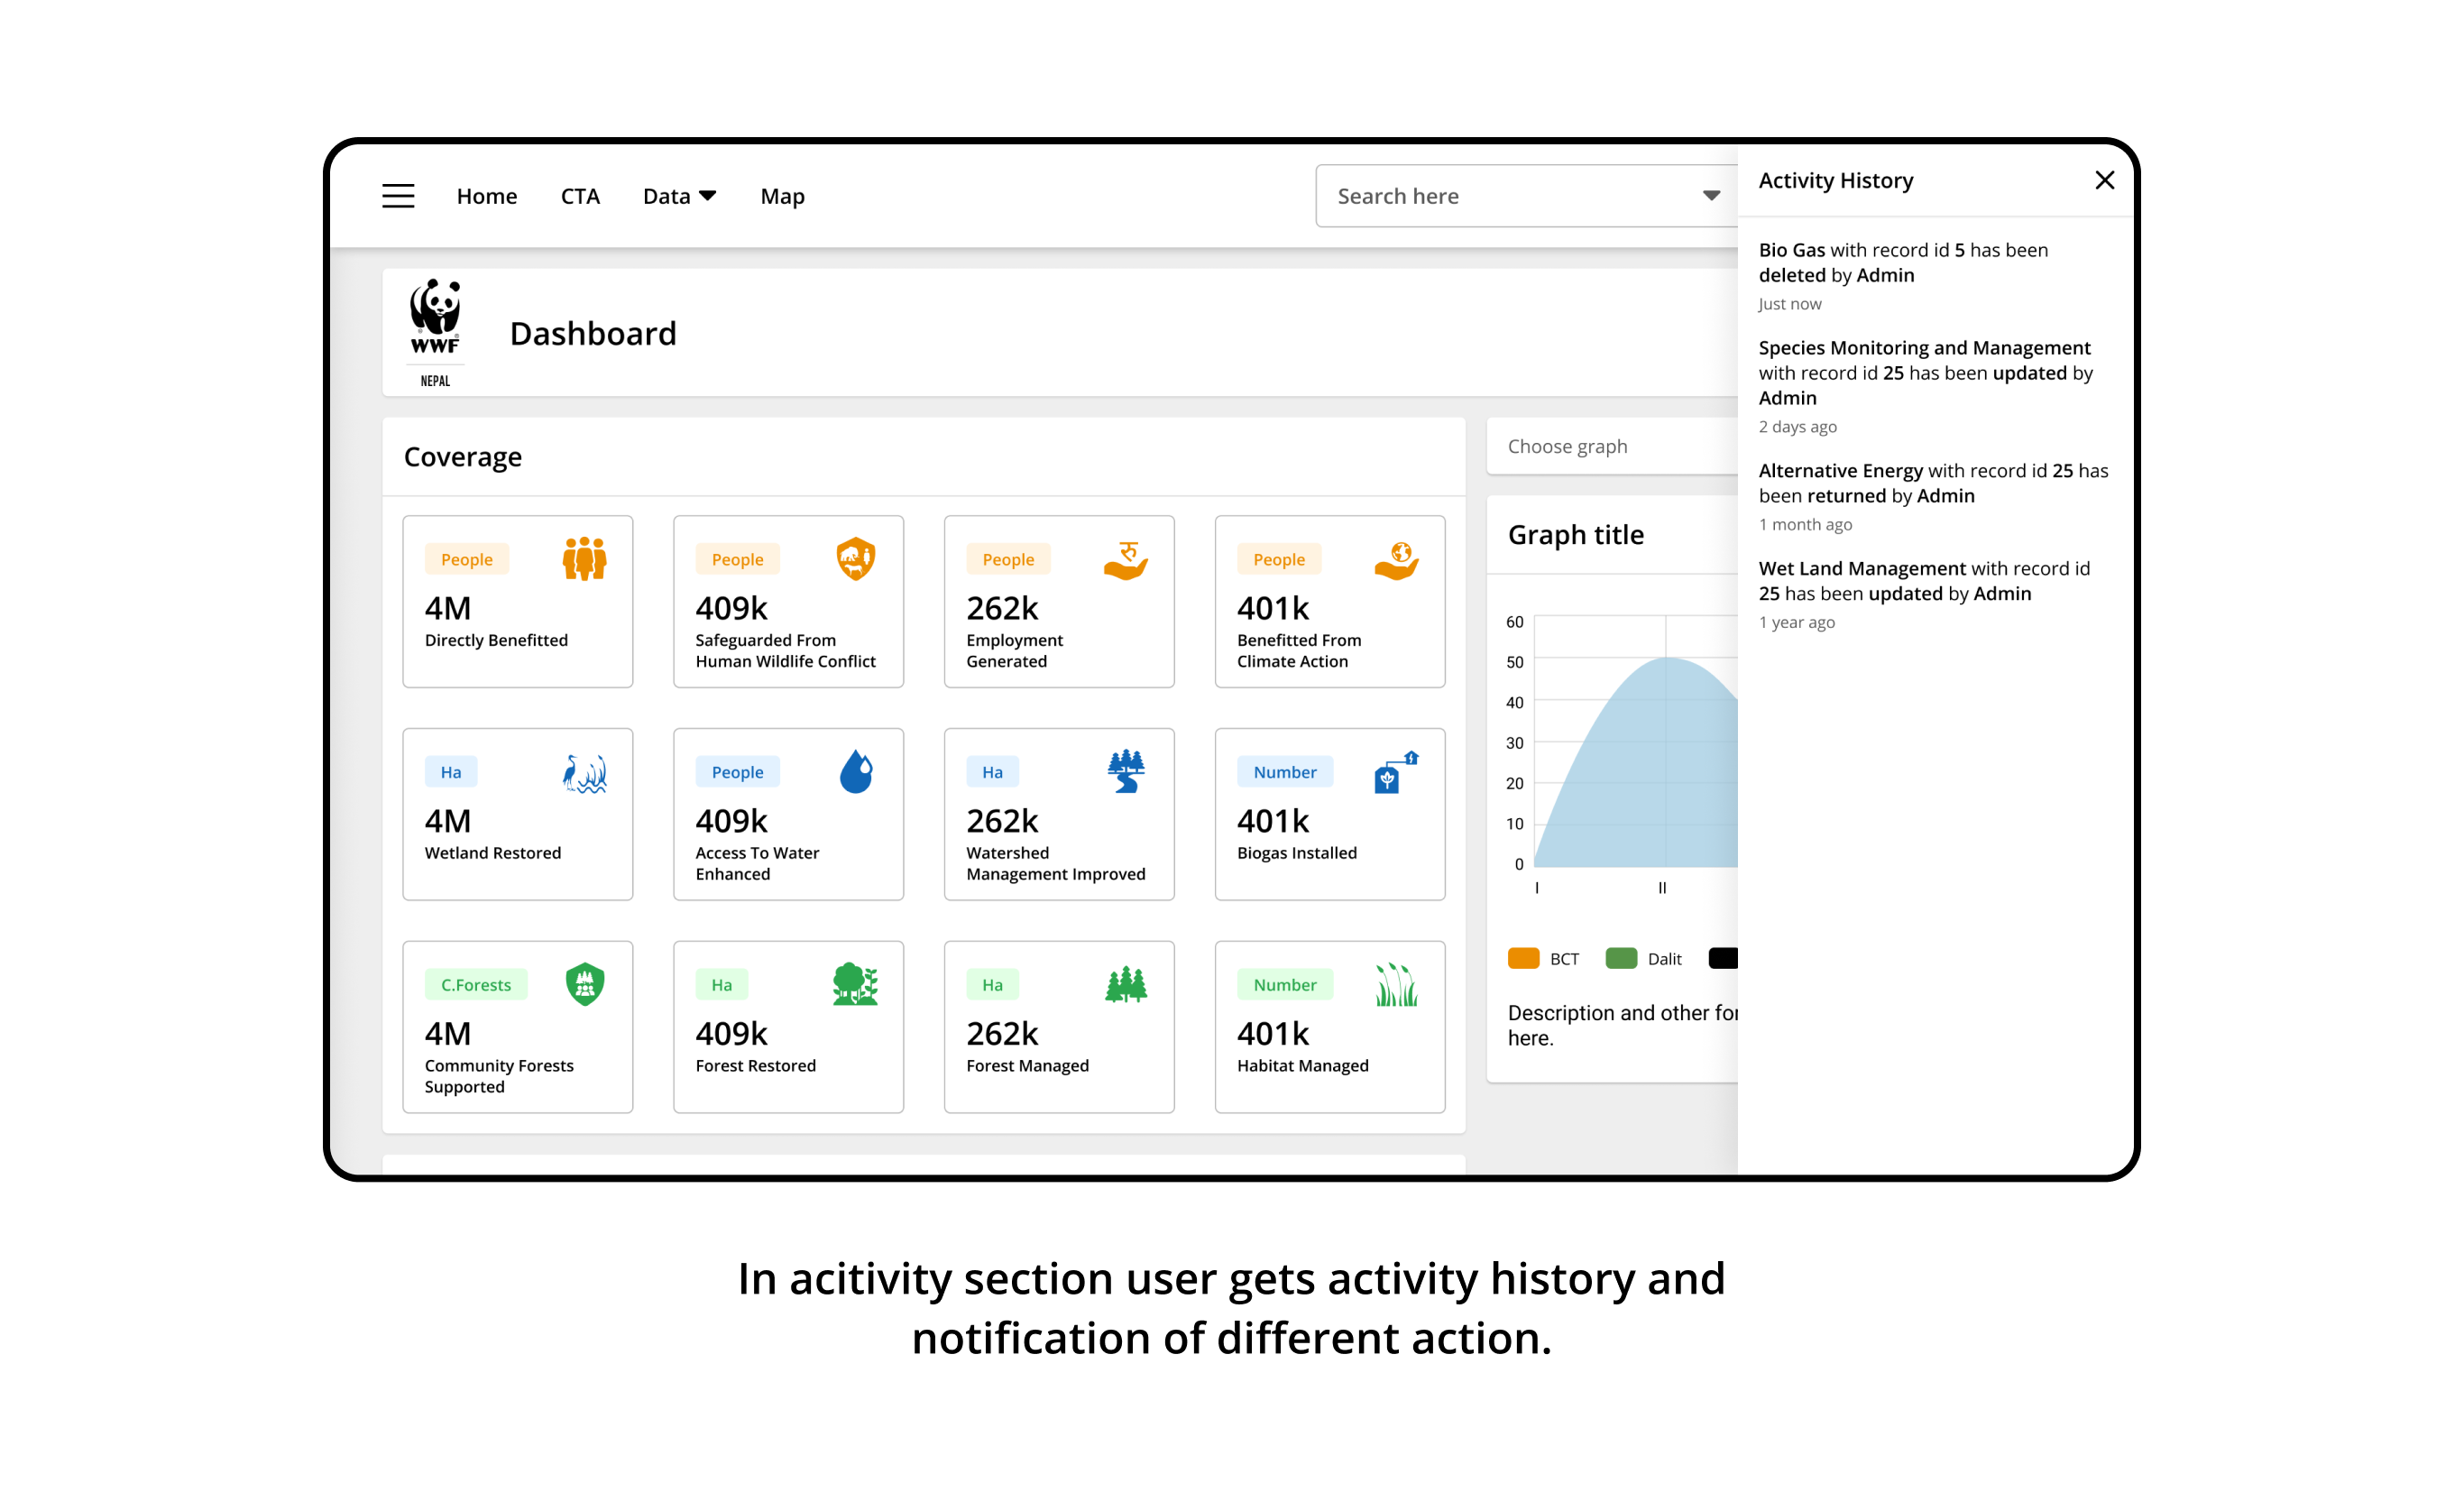 Home CTA Data Map
Search here
Activity History
WWF
NEPAL
Dashboard
Coverage
People
4M
Directly Benefitted
People
409k
Safeguarded From
Human Wildlife Conflict
People
262k
Employment
Generated
People
401k
Benefitted From
Climate Action
Ha
4M
Wetland Restored
People
409k
Access To Water
Enhanced
Ha
262k
Watershed
Management Improved
Number
401k
Biogas Installed
C.Forests
4M
Community Forests
Supported
Ha
409k
Forest Restored
Ha
262k
Forest Managed
Number
401k
Habitat Managed
Choose graph
Graph title
60
50
40
30
20
10
0
I II
BCT Dalit
Description and other for
here.
Bio Gas with record id 5 has been
deleted by Admin
Just now
Species Monitoring and Management
with record id 25 has been updated by
Admin
2 days ago
Alternative Energy with record id 25 has
been returned by Admin
1 month ago
Wet Land Management with record id
25 has been updated by Admin
1 year ago
In acitivity section user gets activity history and
notification of different action.